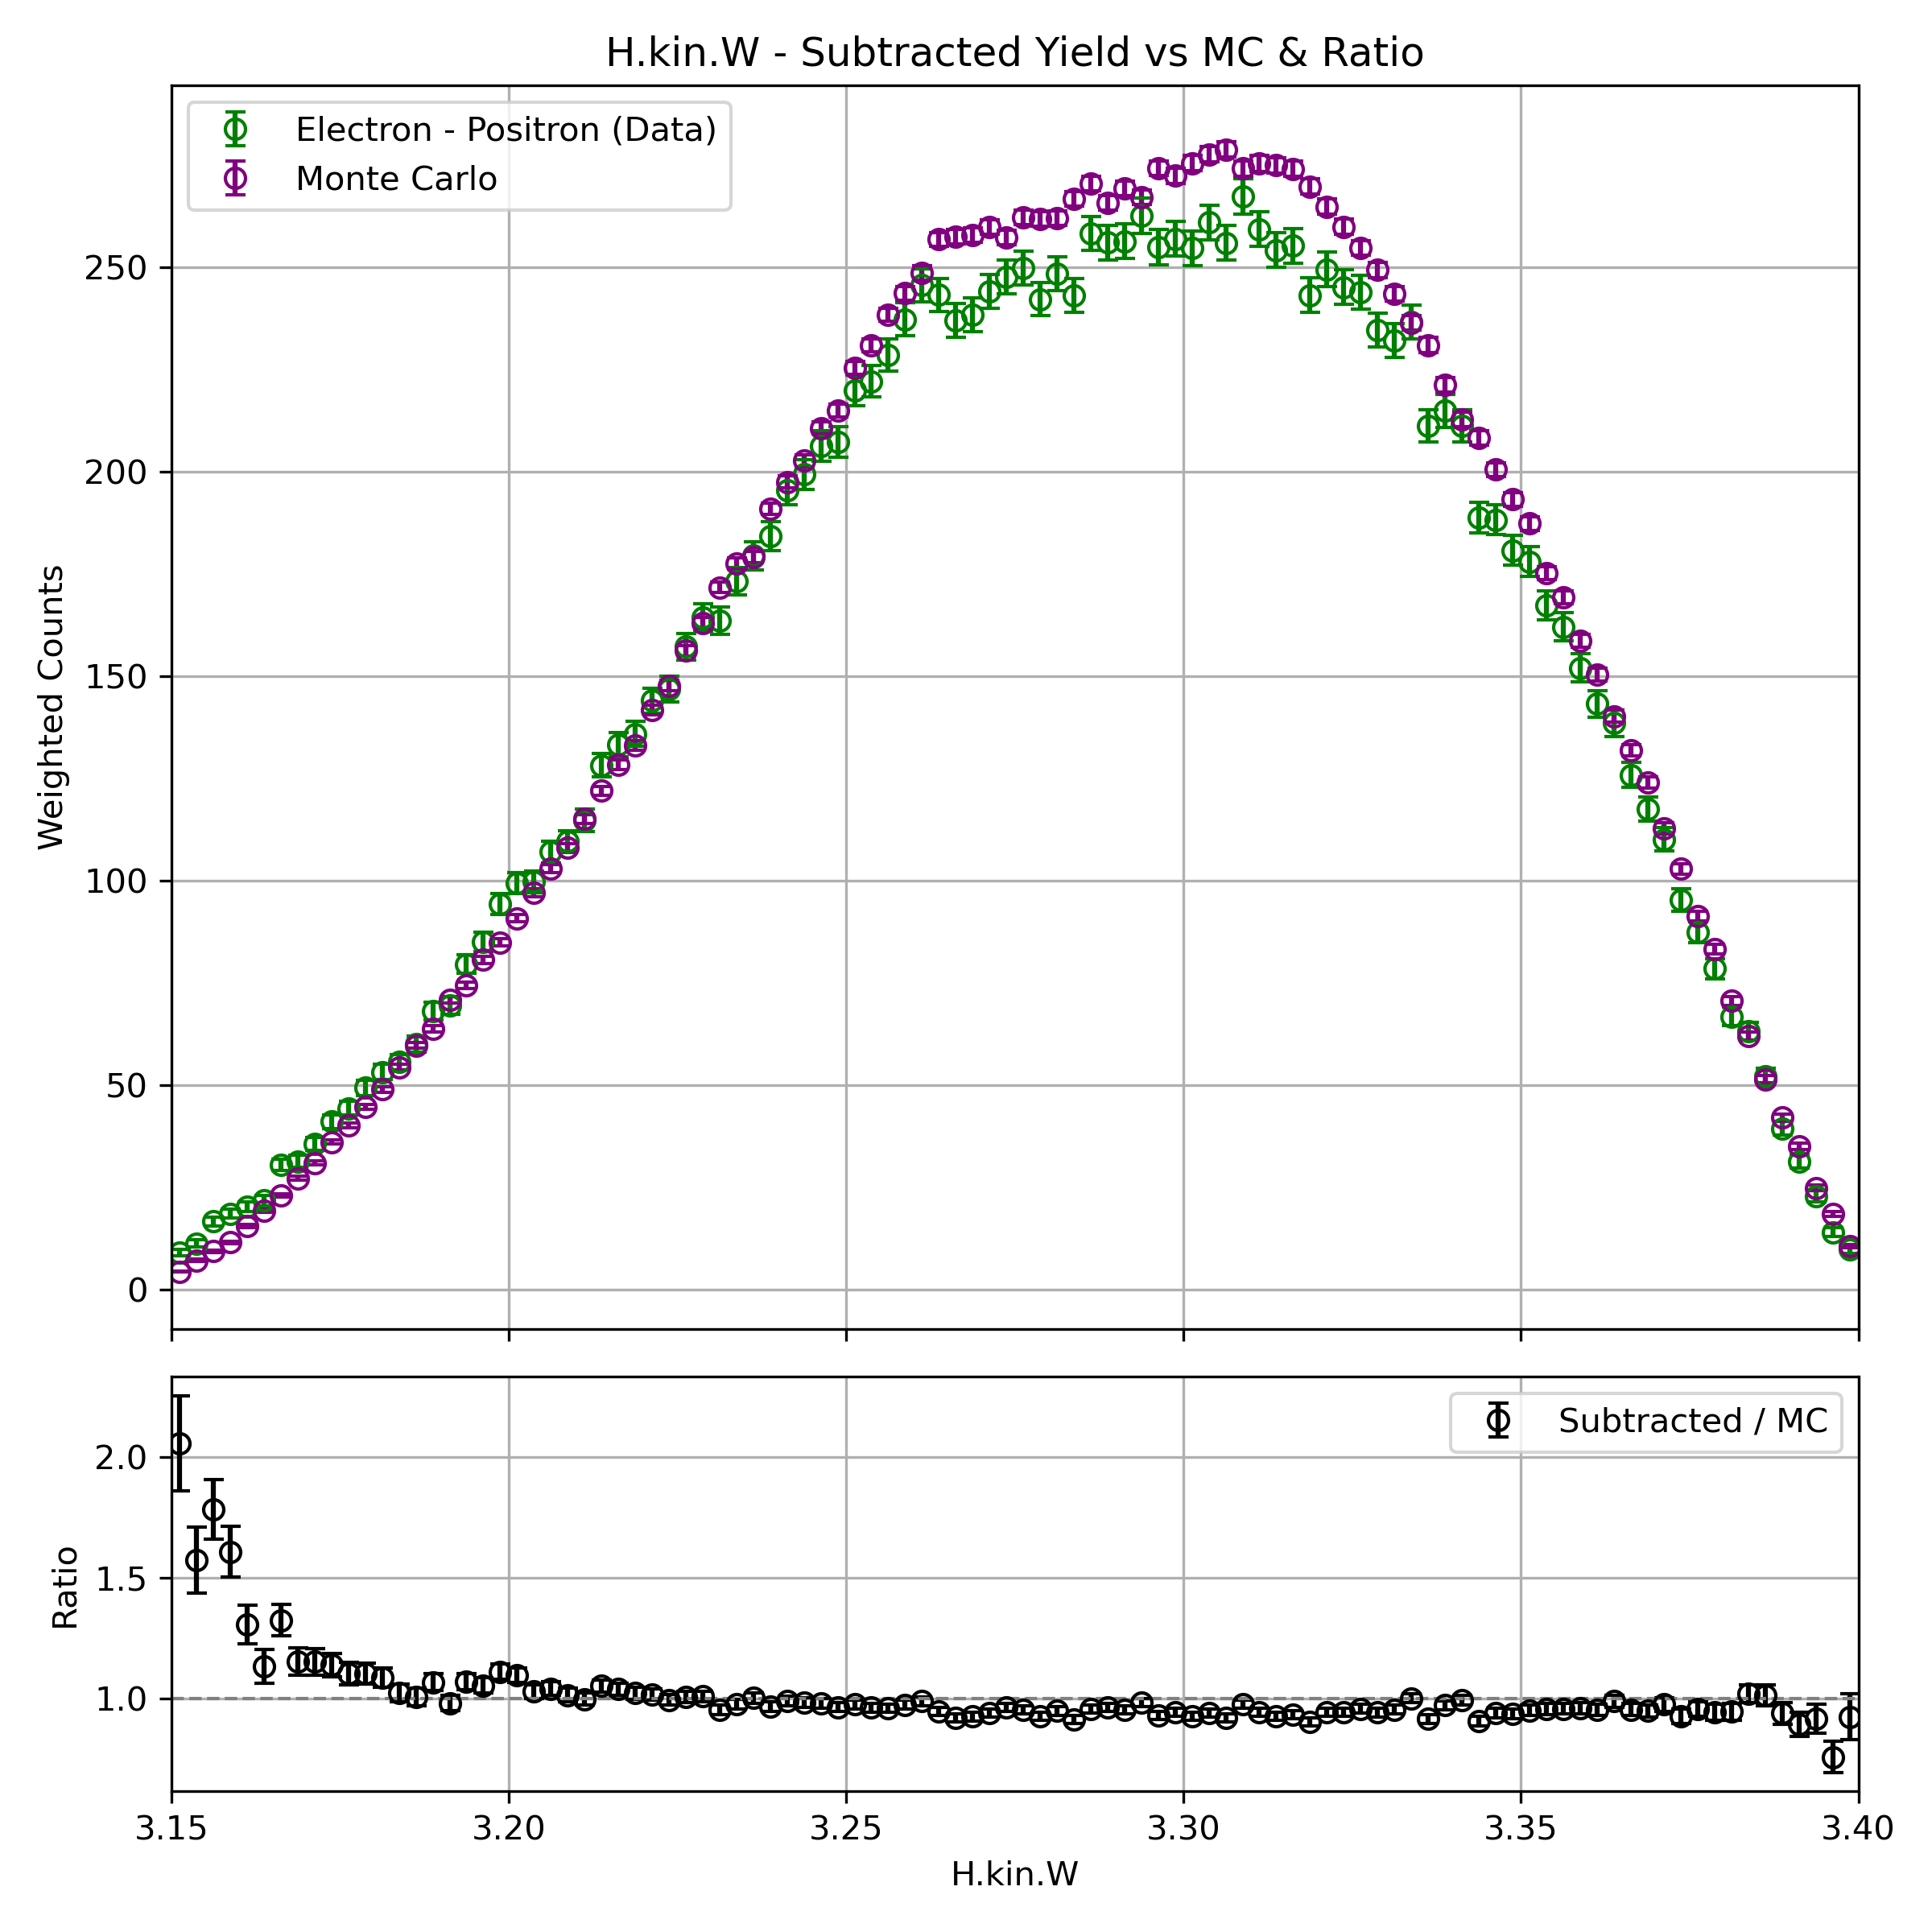 H.kin.W - Subtracted Yield vs MC & Ratio
Electron - Positron (Data)
Monte Carlo
Weighted Counts
250
200
150
100
50
0
Subtracted / MC
Ratio
2.0
1.5
1.0
3.15 3.20 3.25 3.30 3.35 3.40
H.kin.W